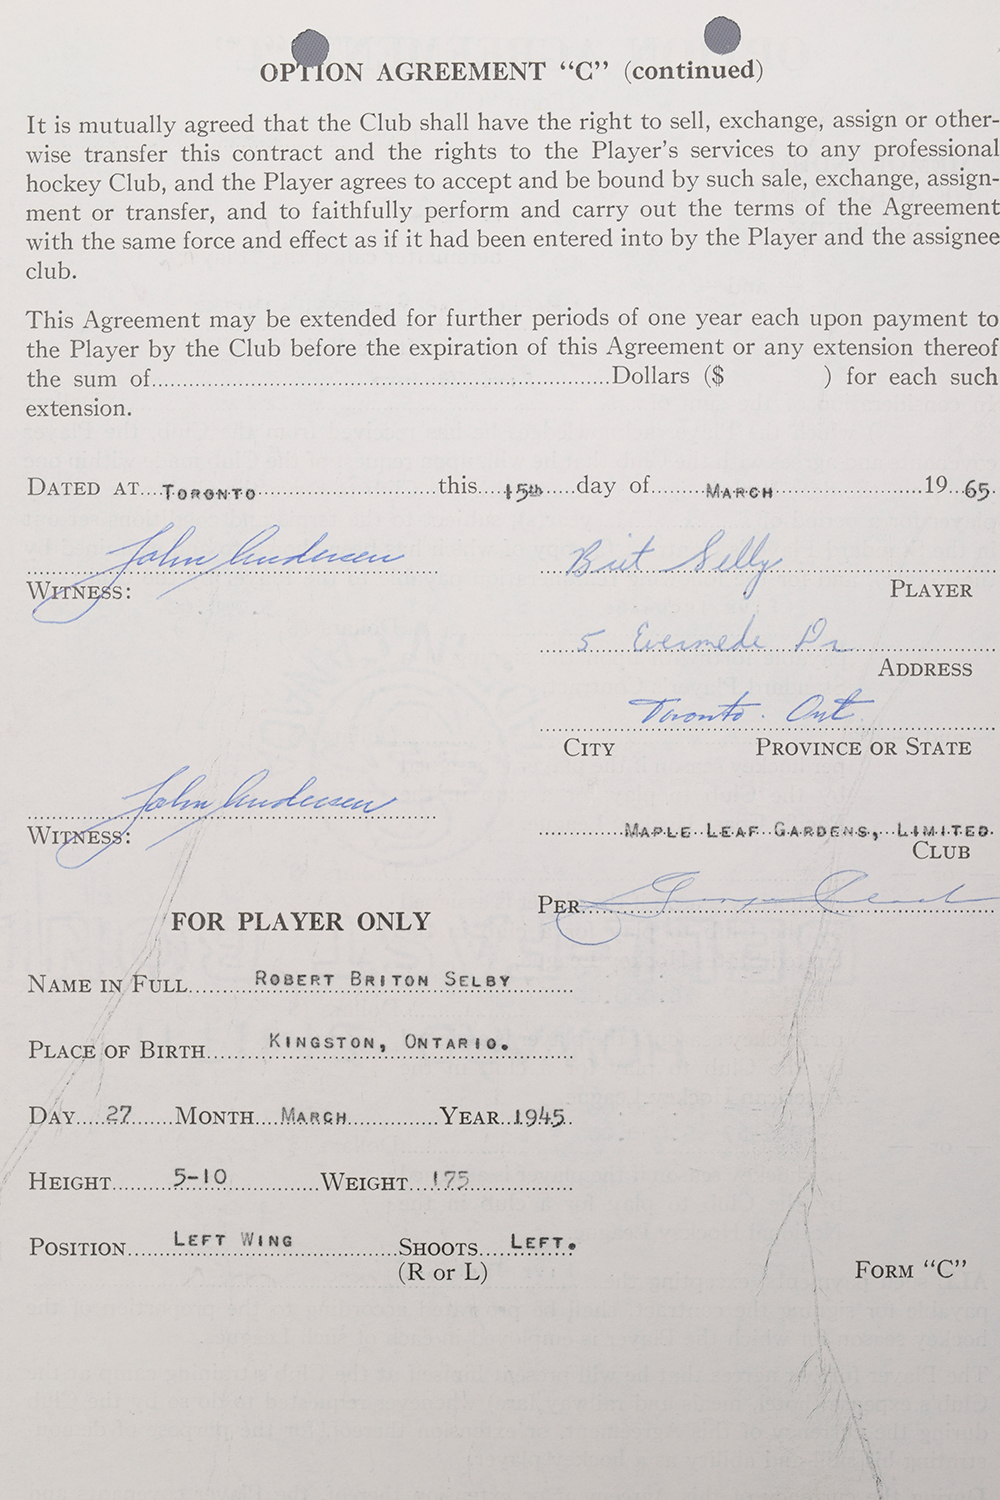 OPTION AGREEMENT “C” (continued)
It is mutually agreed that the Club shall have the right to sell, exchange, assign or other-
wise transfer this contract and the rights to the Player’s services to any professional
hockey Club, and the Player agrees to accept and be bound by such sale, exchange, assign-
ment or transfer, and to faithfully perform and carry out the terms of the Agreement
with the same force and effect as if it had been entered into by the Player and the assignee
club.
This Agreement may be extended for further periods of one year each upon payment to
the Player by the Club before the expiration of this Agreement or any extension thereof
the sum of..........Dollars ($ ) for each such
extension.
DATED AT....TORONTO..........this....15th.....day of........MARCH..........19..65.
John Andersen Brit Selby
WITNESS: PLAYER
5 Evermede Dr
ADDRESS
Toronto. Ont.
CITY PROVINCE OR STATE
John Andersen
WITNESS: MAPLE LEAF GARDENS, LIMITED.
CLUB
PER
FOR PLAYER ONLY
NAME IN FULL........ROBERT BRITON SELBY
PLACE OF BIRTH........KINGSTON, ONTARIO.
DAY....27......MONTH....MARCH..........YEAR..1945.
HEIGHT........5-10..........WEIGHT...175
POSITION.......LEFT WING..........SHOOTS....LEFT.
(R or L)
FORM “C”